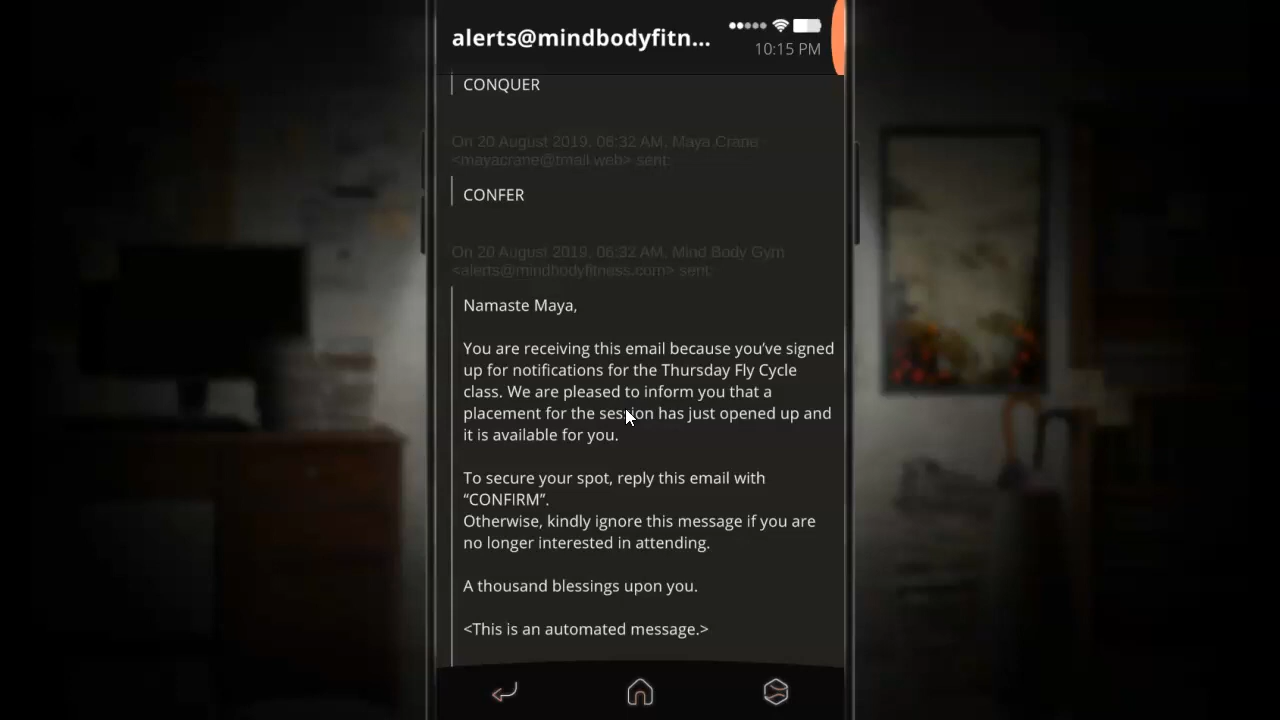 alerts@mindbodyfitn...
10:15 PM
CONQUER
On 20 August 2019, 06:32 AM, Maya Crane
<mayacrane@tmail.web> sent:
CONFER
On 20 August 2019, 06:32 AM, Mind Body Gym
<alerts@mindbodyfitness.com> sent:
Namaste Maya,
You are receiving this email because you’ve signed
up for notifications for the Thursday Fly Cycle
class. We are pleased to inform you that a
placement for the session has just opened up and
it is available for you.
To secure your spot, reply this email with
“CONFIRM”.
Otherwise, kindly ignore this message if you are
no longer interested in attending.
A thousand blessings upon you.
<This is an automated message.>